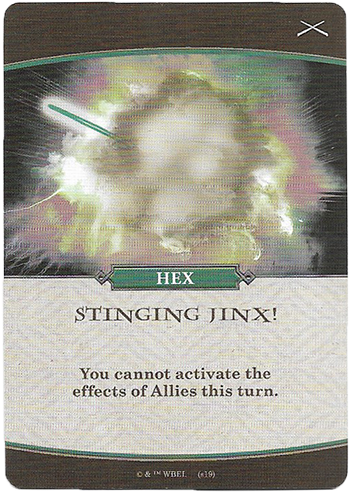 HEX
STINGING JINX!
You cannot activate the
effects of Allies this turn.
© & ™ WBEI. (s19)